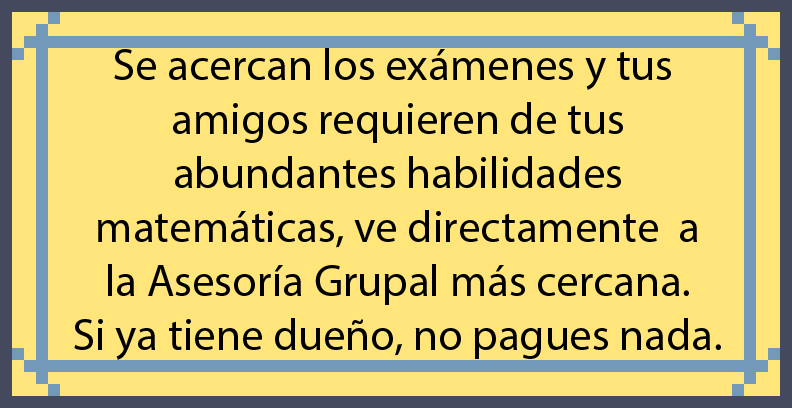 Se acercan los exámenes y tus
amigos requieren de tus
abundantes habilidades
matemáticas, ve directamente  a
la Asesoría Grupal más cercana.
Si ya tiene dueño, no pagues nada.